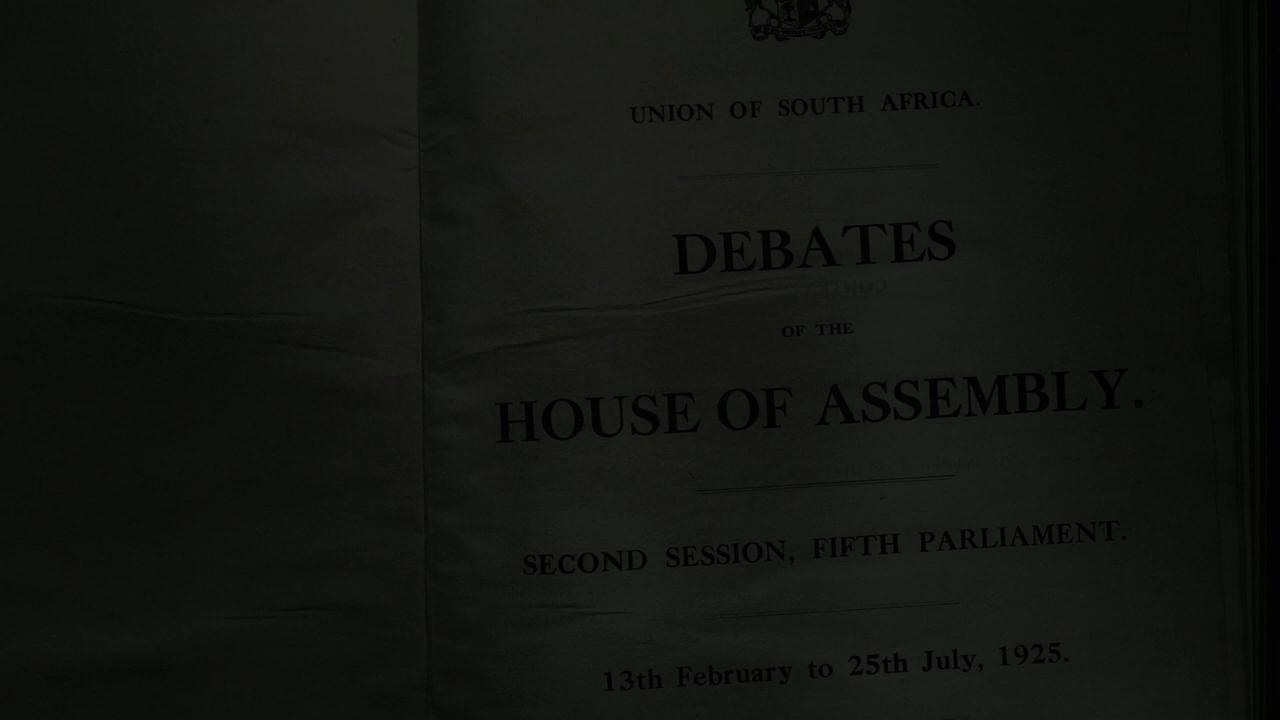 UNION OF SOUTH AFRICA.
DEBATES
OF THE
HOUSE OF ASSEMBLY.
SECOND SESSION, FIFTH PARLIAMENT.
13th February to 25th July, 1925.